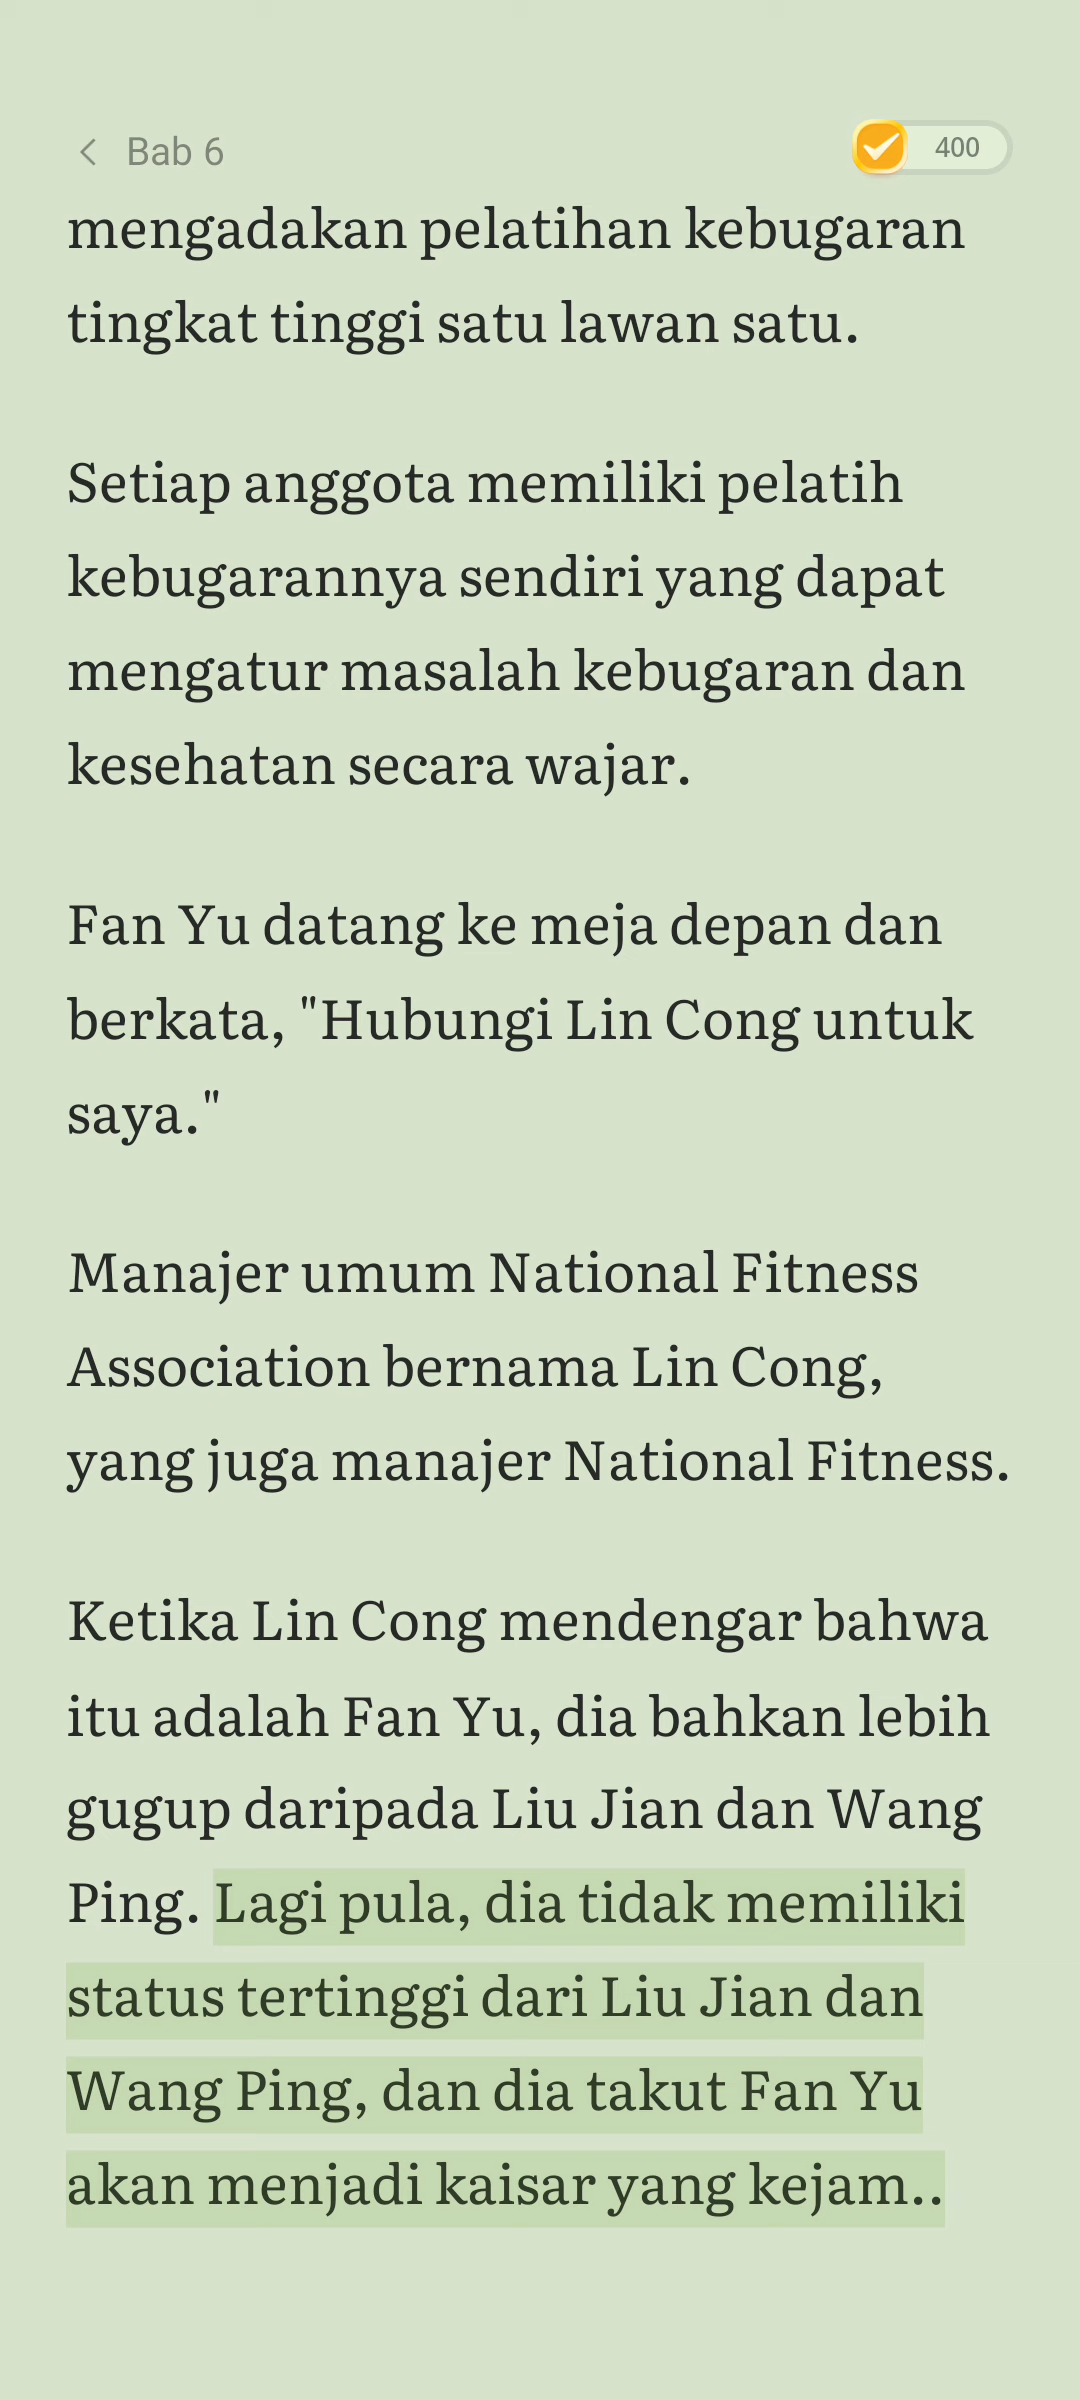 Bab 6
400
mengadakan pelatihan kebugaran
tingkat tinggi satu lawan satu.
Setiap anggota memiliki pelatih
kebugarannya sendiri yang dapat
mengatur masalah kebugaran dan
kesehatan secara wajar.
Fan Yu datang ke meja depan dan
berkata, "Hubungi Lin Cong untuk
saya."
Manajer umum National Fitness
Association bernama Lin Cong,
yang juga manajer National Fitness.
Ketika Lin Cong mendengar bahwa
itu adalah Fan Yu, dia bahkan lebih
gugup daripada Liu Jian dan Wang
Ping. Lagi pula, dia tidak memiliki
status tertinggi dari Liu Jian dan
Wang Ping, dan dia takut Fan Yu
akan menjadi kaisar yang kejam..